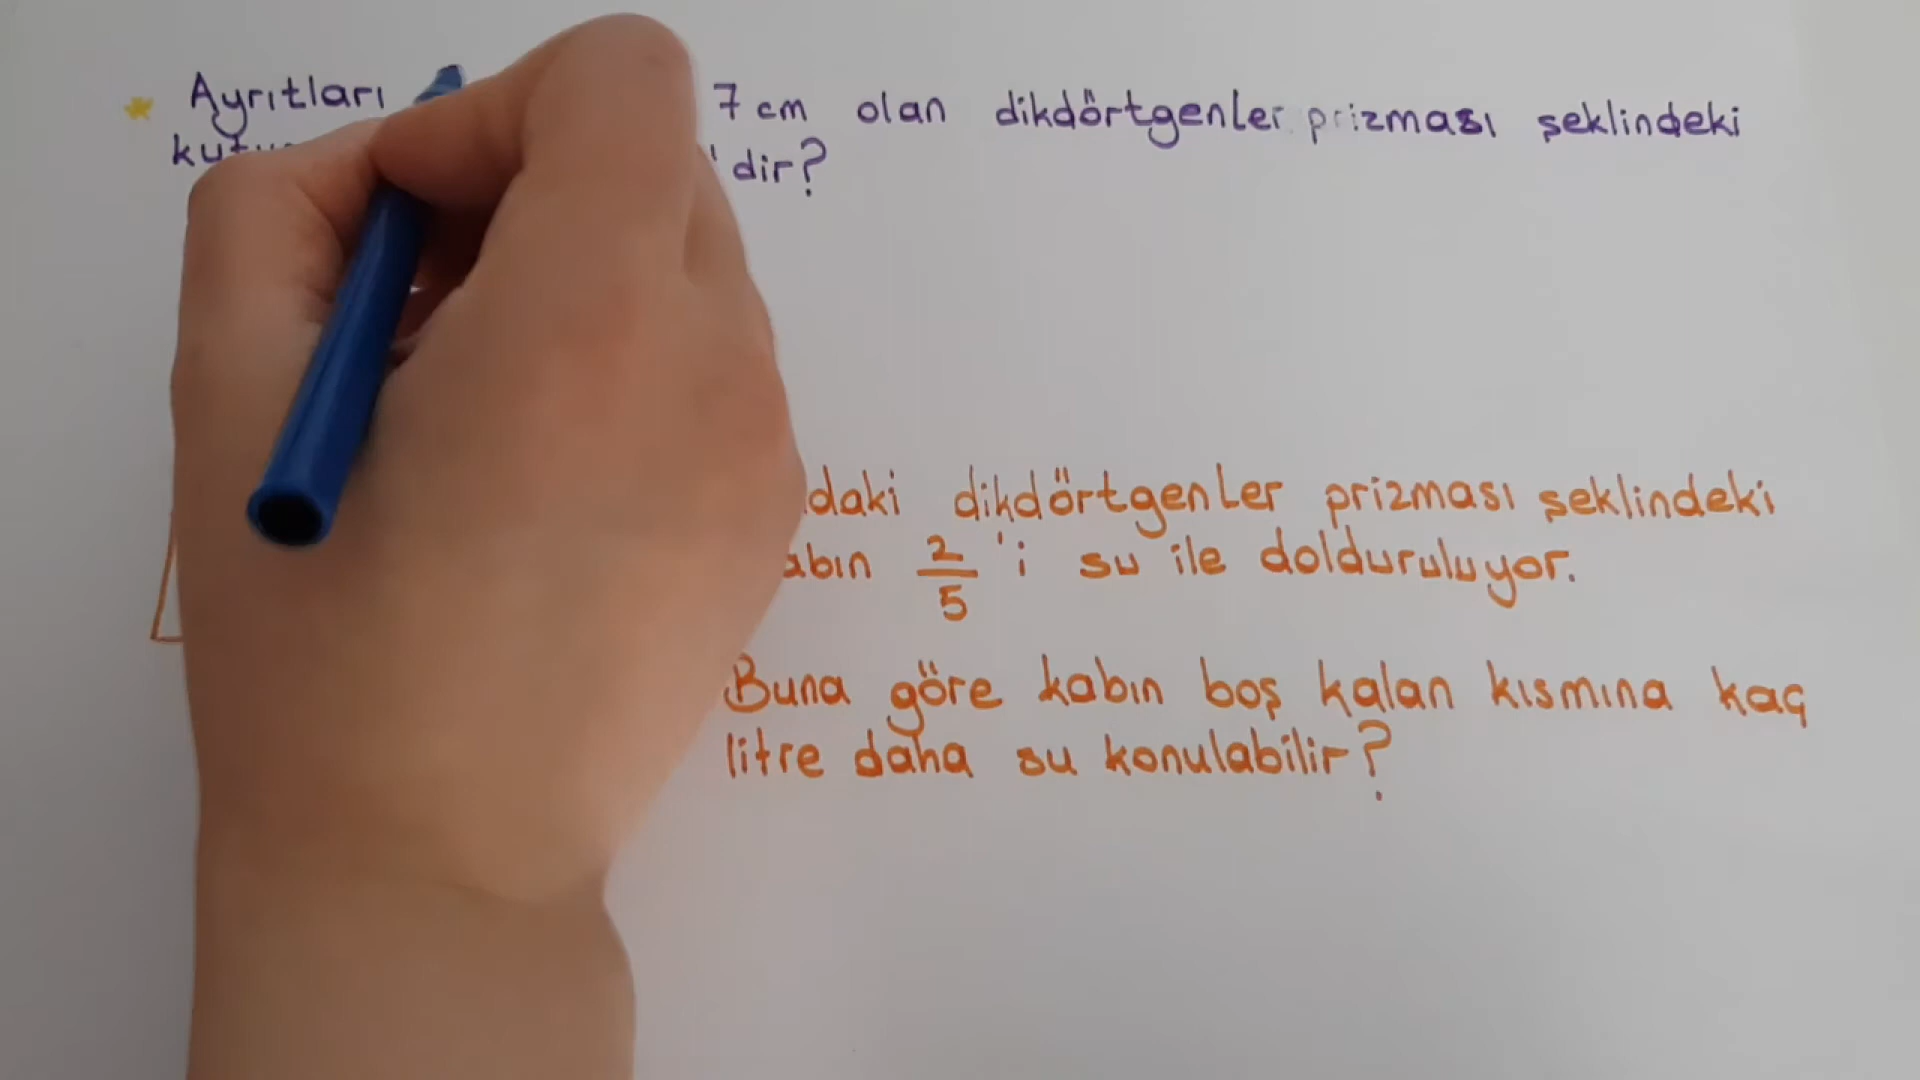 Ayrıtları 7 cm olan dikdörtgenler prizması şeklindeki
'dir?
daki dikdörtgenler prizması şeklindeki
abın 2/5 'i su ile dolduruluyor.
Buna göre kabın boş kalan kısmına kaç
litre daha su konulabilir?